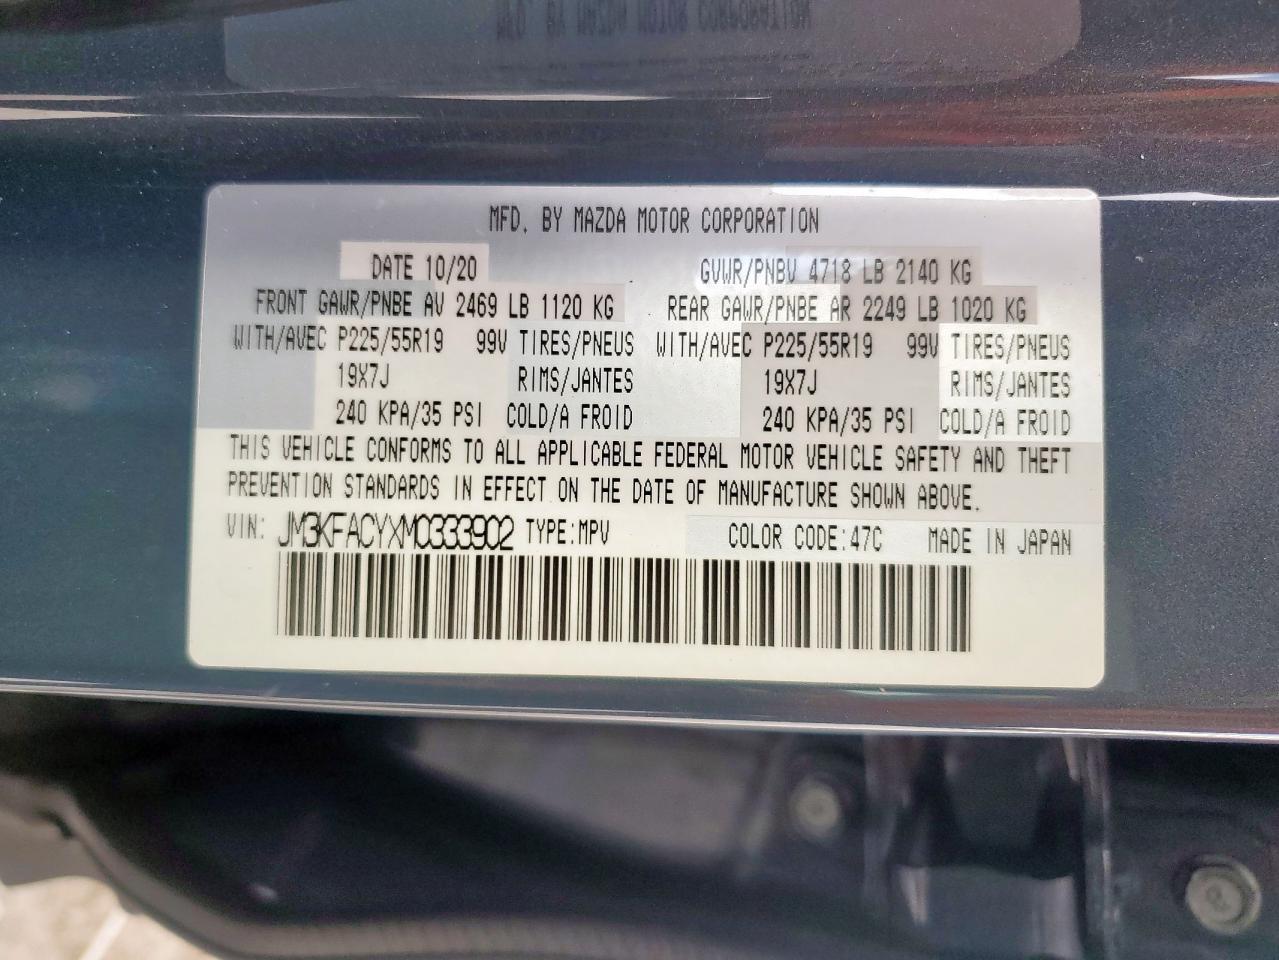 MFD. BY MAZDA MOTOR CORPORATION
DATE 10/20 GVWR/PNBV 4718 LB 2140 KG
FRONT GAWR/PNBE AV 2469 LB 1120 KG REAR GAWR/PNBE AR 2249 LB 1020 KG
WITH/AVEC P225/55R19 99V TIRES/PNEUS WITH/AVEC P225/55R19 99V TIRES/PNEUS
19X7J RIMS/JANTES 19X7J RIMS/JANTES
240 KPA/35 PSI COLD/A FROID 240 KPA/35 PSI COLD/A FROID
THIS VEHICLE CONFORMS TO ALL APPLICABLE FEDERAL MOTOR VEHICLE SAFETY AND THEFT
PREVENTION STANDARDS IN EFFECT ON THE DATE OF MANUFACTURE SHOWN ABOVE.
VIN: JM3KFACYXM0333902 TYPE:MPV COLOR CODE:47C MADE IN JAPAN